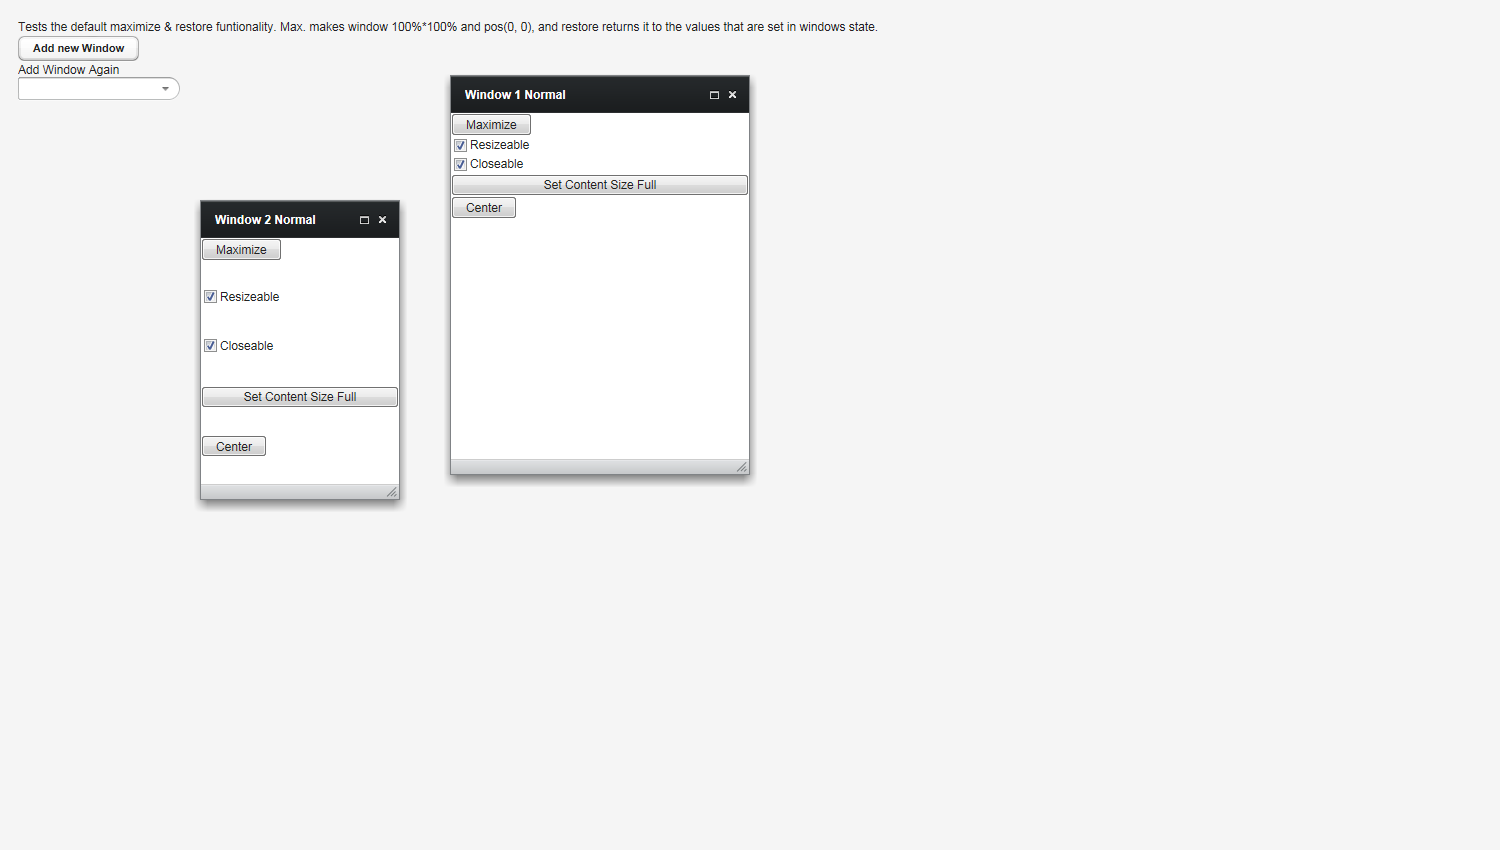 Tests the default maximize & restore funtionality. Max. makes window 100%*100% and pos(0, 0), and restore returns it to the values that are set in windows state.
Add new Window
Add Window Again
Window 1 Normal
Maximize
Resizeable
Closeable
Set Content Size Full
Center
Window 2 Normal
Maximize
Resizeable
Closeable
Set Content Size Full
Center